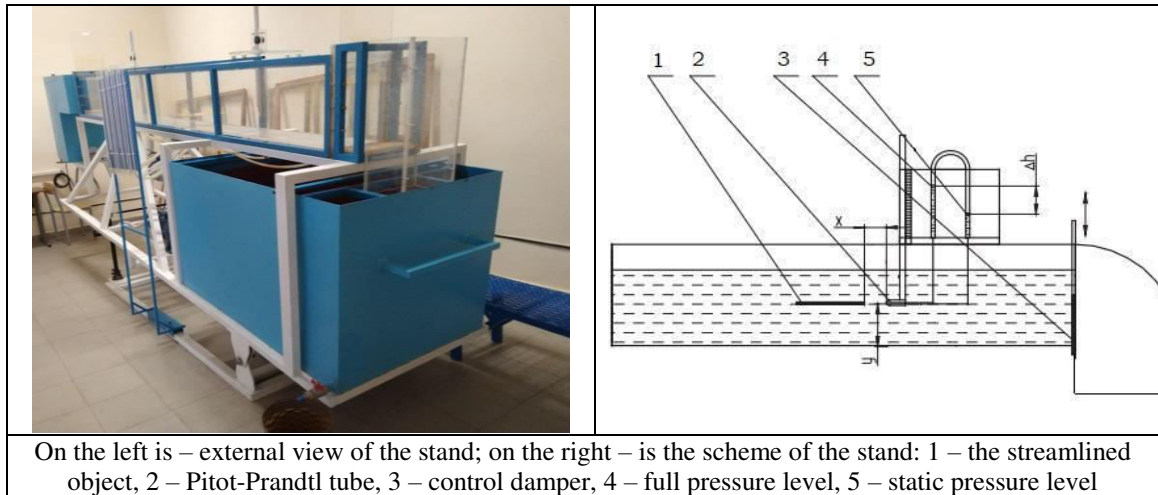 1 2 3 4 5
Δh
x
y
On the left is – external view of the stand; on the right – is the scheme of the stand: 1 – the streamlined
object, 2 – Pitot-Prandtl tube, 3 – control damper, 4 – full pressure level, 5 – static pressure level